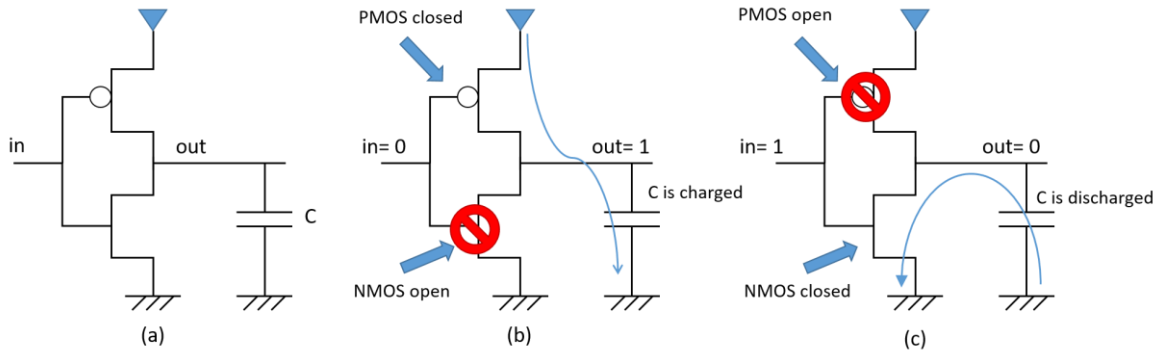 in
out
C
(a)
PMOS closed
in= 0
out= 1
C is charged
NMOS open
(b)
PMOS open
in= 1
out= 0
C is discharged
NMOS closed
(c)